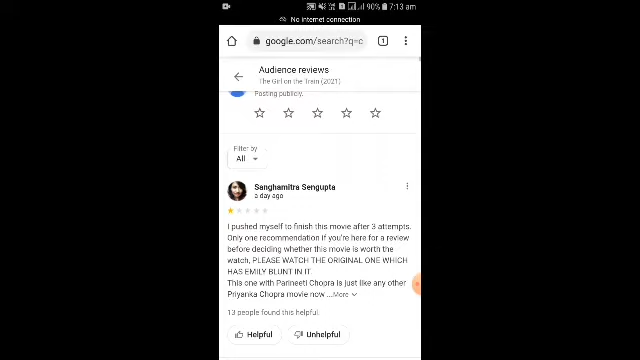 90% 7:13 am
No internet connection
google.com/search?q=c
1
Audience reviews
The Girl on the Train (2021)
Posting publicly.
Filter by
All
Sanghamitra Sengupta
a day ago
I pushed myself to finish this movie after 3 attempts.
Only one recommendation if you're here for a review
before deciding whether this movie is worth the
watch, PLEASE WATCH THE ORIGINAL ONE WHICH
HAS EMILY BLUNT IN IT.
This one with Parineeti Chopra is just like any other
Priyanka Chopra movie now ...More
13 people found this helpful.
Helpful Unhelpful